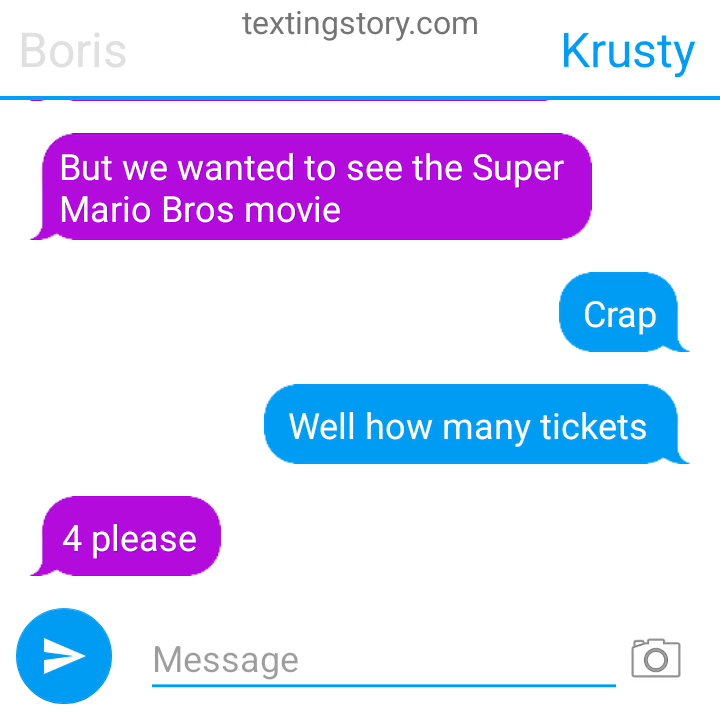 textingstory.com
Boris
Krusty
But we wanted to see the Super
Mario Bros movie
Crap
Well how many tickets
4 please
Message